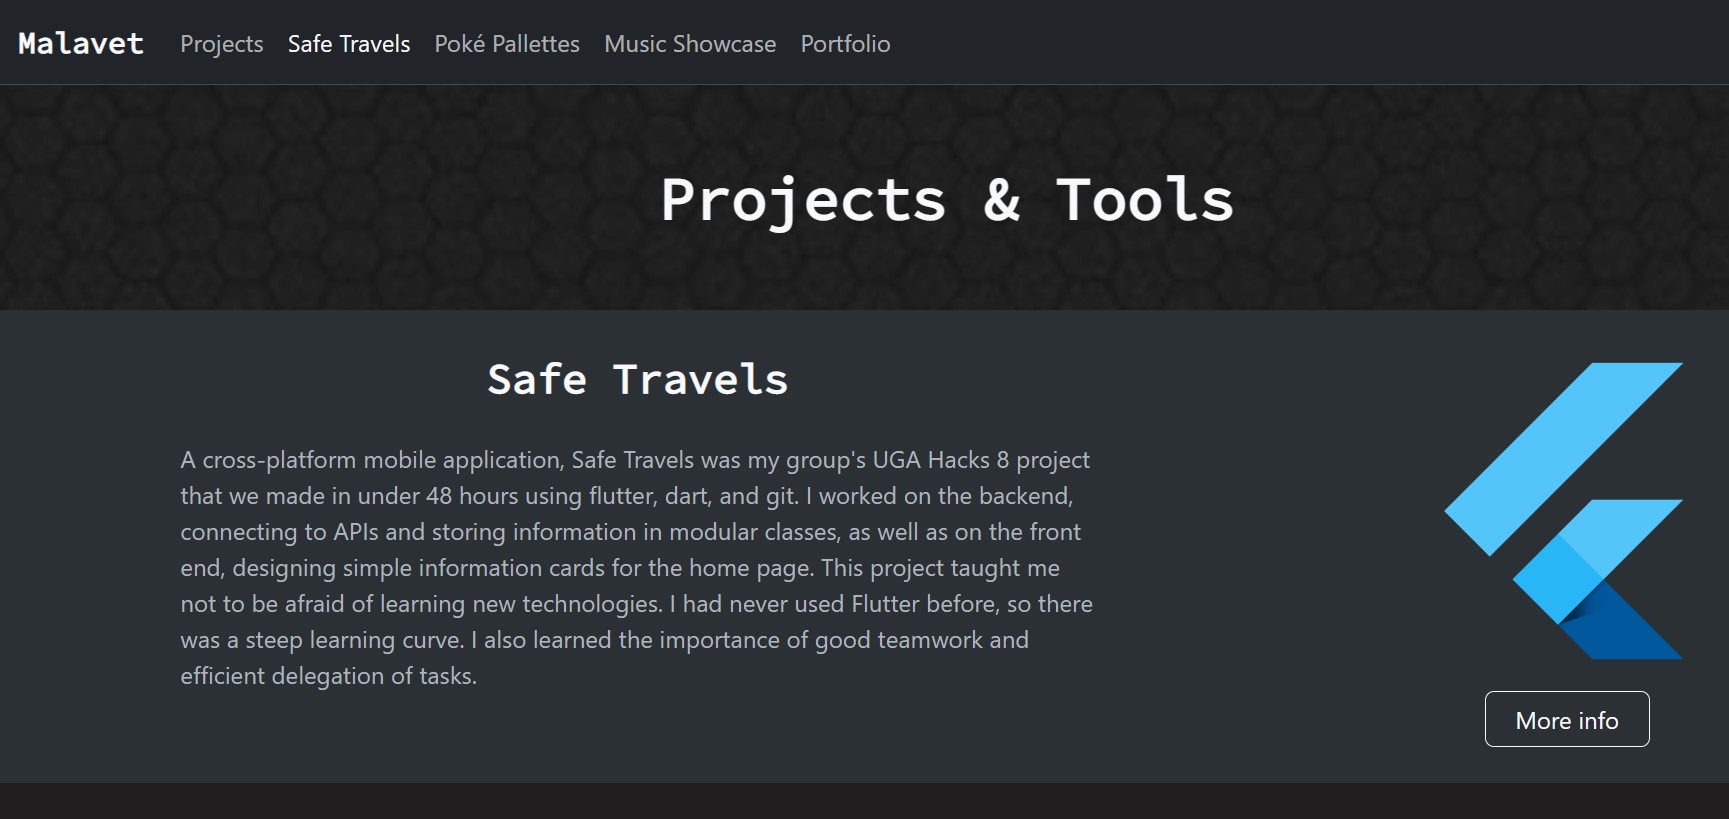 Malavet Projects Safe Travels Poké Pallettes Music Showcase Portfolio
Projects & Tools
Safe Travels
A cross-platform mobile application, Safe Travels was my group's UGA Hacks 8 project
that we made in under 48 hours using flutter, dart, and git. I worked on the backend,
connecting to APIs and storing information in modular classes, as well as on the front
end, designing simple information cards for the home page. This project taught me
not to be afraid of learning new technologies. I had never used Flutter before, so there
was a steep learning curve. I also learned the importance of good teamwork and
efficient delegation of tasks.
More info